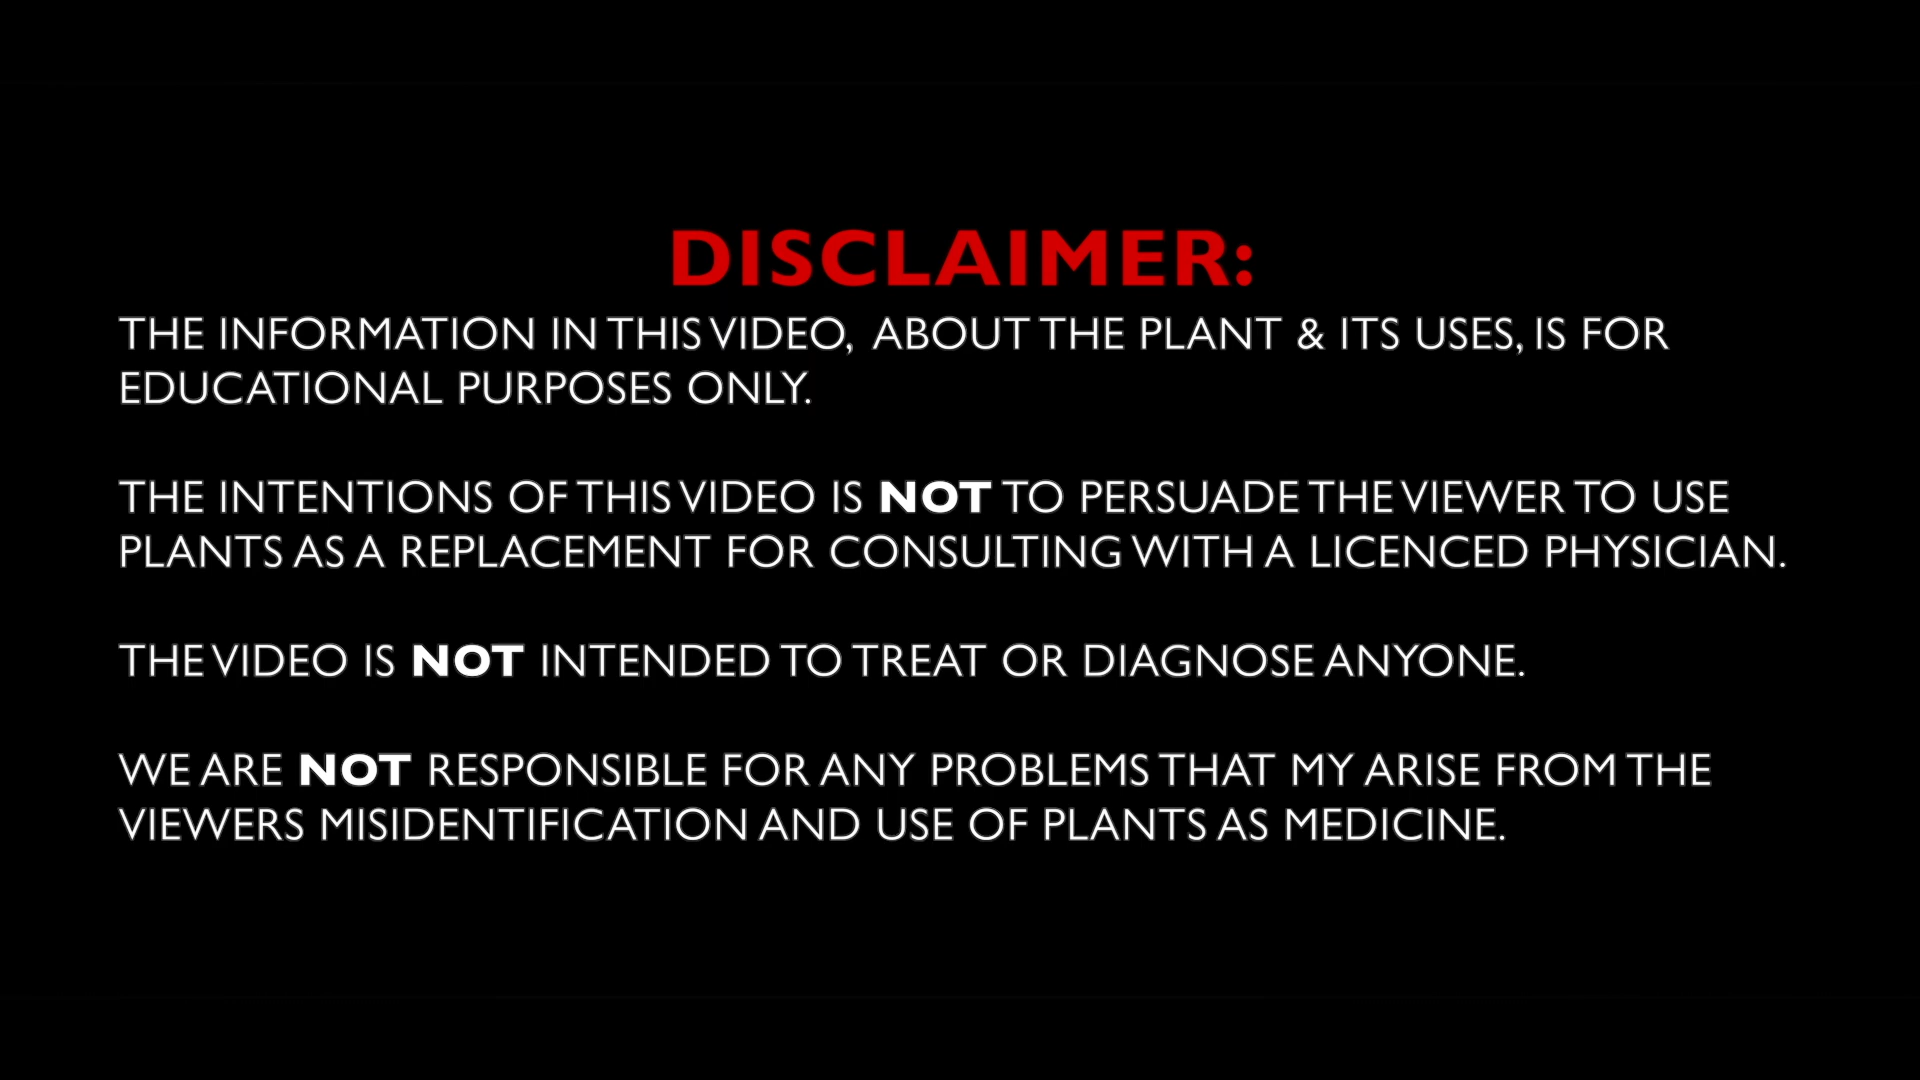 DISCLAIMER:
THE INFORMATION IN THIS VIDEO, ABOUT THE PLANT & ITS USES, IS FOR
EDUCATIONAL PURPOSES ONLY.
THE INTENTIONS OF THIS VIDEO IS NOT TO PERSUADE THE VIEWER TO USE
PLANTS AS A REPLACEMENT FOR CONSULTING WITH A LICENCED PHYSICIAN.
THE VIDEO IS NOT INTENDED TO TREAT OR DIAGNOSE ANYONE.
WE ARE NOT RESPONSIBLE FOR ANY PROBLEMS THAT MY ARISE FROM THE
VIEWERS MISIDENTIFICATION AND USE OF PLANTS AS MEDICINE.